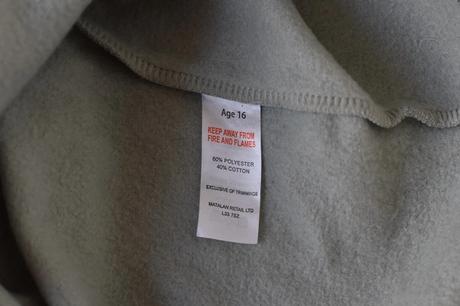 Age 16
KEEP AWAY FROM
FIRE AND FLAMES
60% POLYESTER
40% COTTON
EXCLUSIVE OF TRIMMINGS
MATALAN RETAIL LTD
L33 7SZ